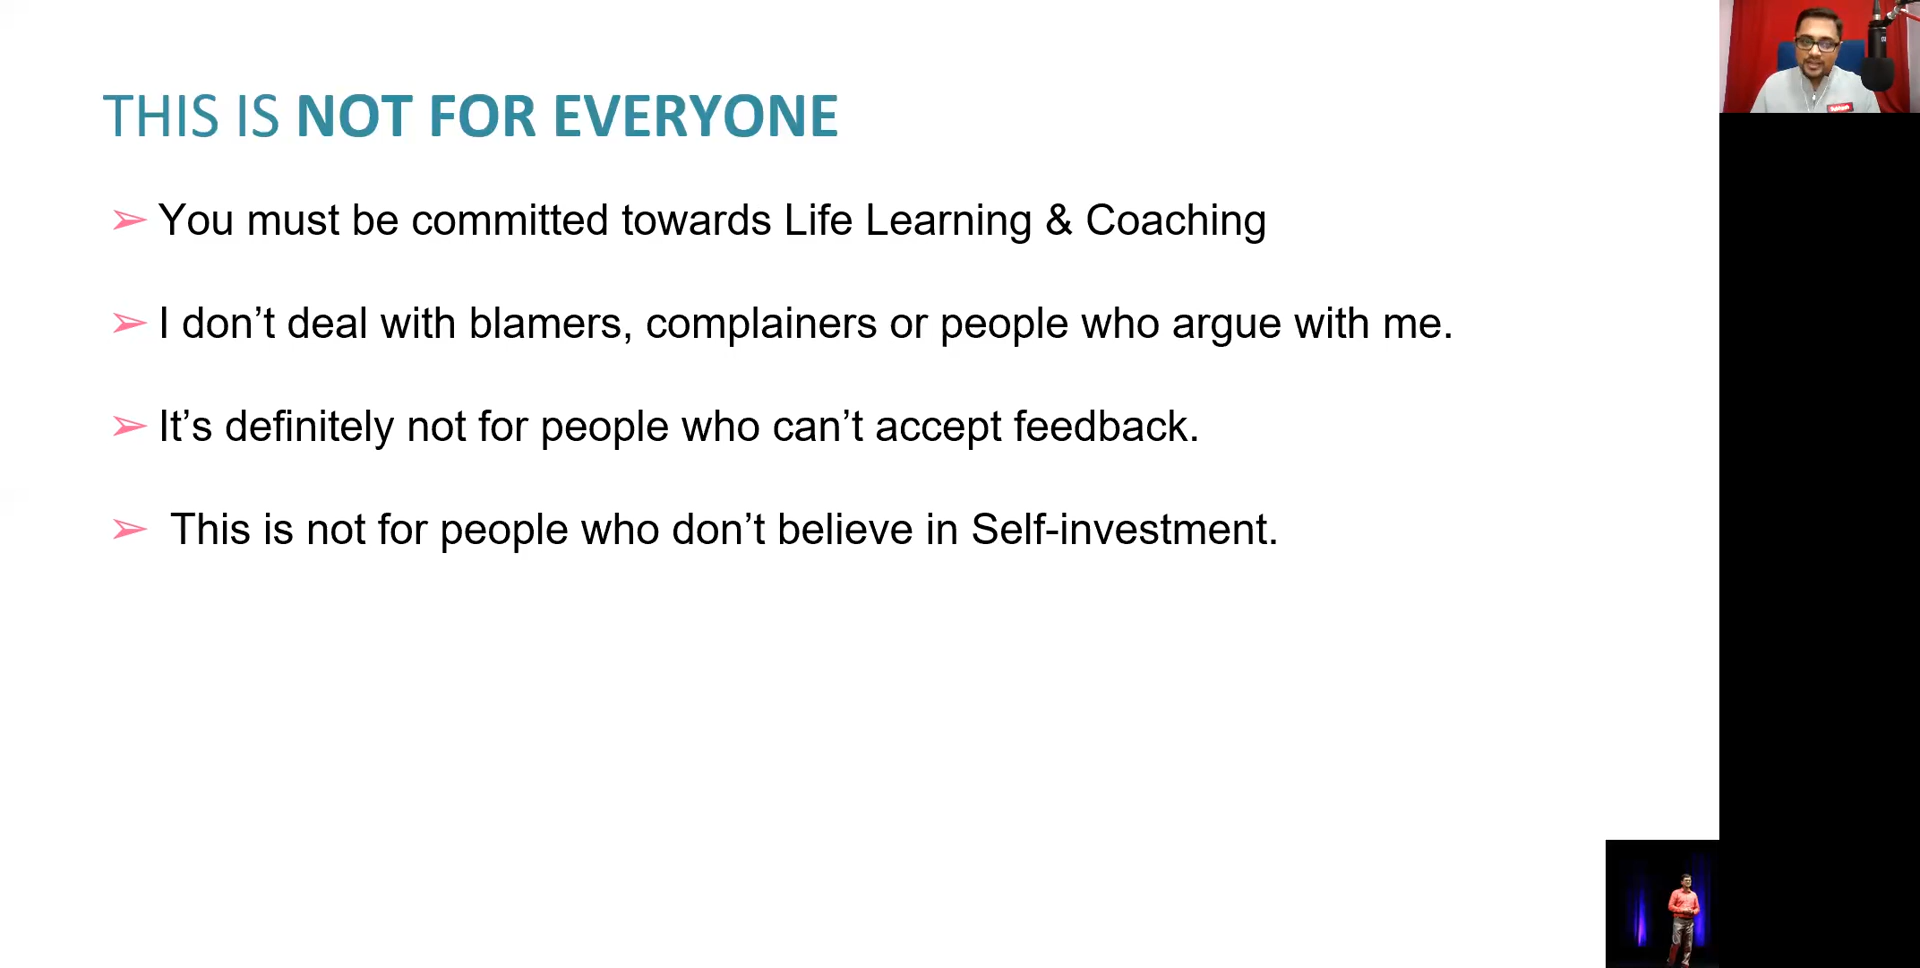 THIS IS NOT FOR EVERYONE
➢ You must be committed towards Life Learning & Coaching
➢ I don’t deal with blamers, complainers or people who argue with me.
➢ It’s definitely not for people who can’t accept feedback.
➢ This is not for people who don’t believe in Self-investment.